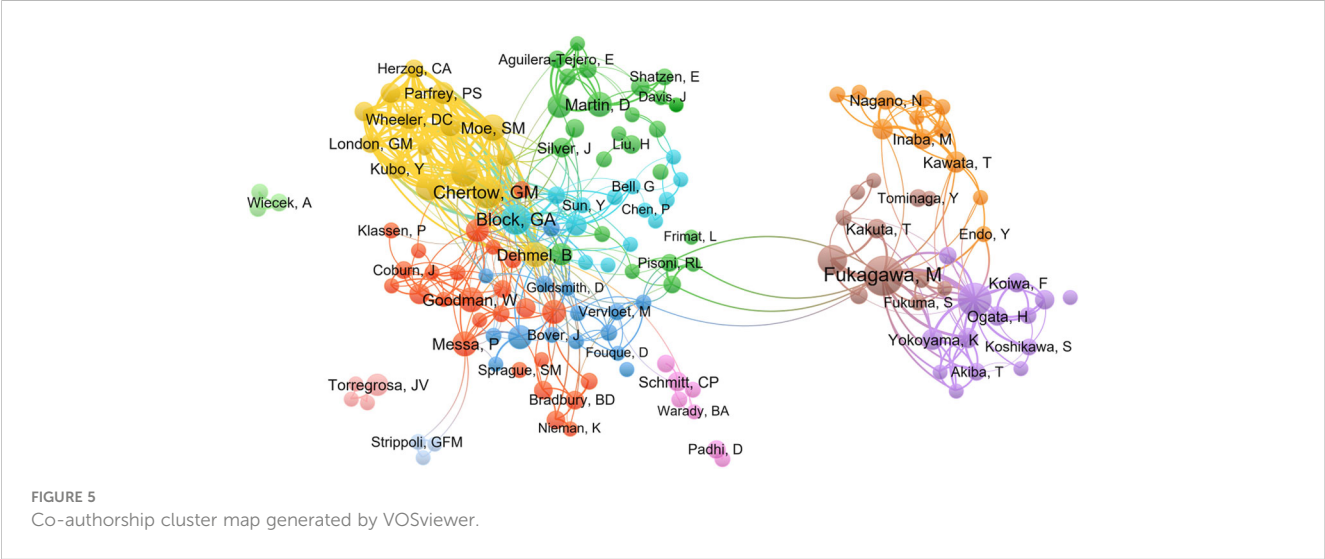 Aguilera-Tejero, E
Herzog, CA
Shatzen, E
Parfrey, PS
Davis, J
Martin, D
Wheeler, DC
Moe, SM
London, GM
Silver, J
Liu, H
Kubo, Y
Chertow, GM
Bell, G
Sun, Y
Chen, P
Block, GA
Wiecek, A
Klassen, P
Frimat, L
Dehmel, B
Pisoni, RL
Coburn, J
Goldsmith, D
Goodman, W
Vervloet, M
Bover, J
Messa, P
Fouque, D
Sprague, SM
Torregrosa, JV
Schmitt, CP
Bradbury, BD
Warady, BA
Nieman, K
Strippoli, GFM
Padhi, D
Nagano, N
Inaba, M
Kawata, T
Tominaga, Y
Kakuta, T
Endo, Y
Fukagawa, M
Koiwa, F
Fukuma, S
Ogata, H
Yokoyama, K
Koshikawa, S
Akiba, T
FIGURE 5
Co-authorship cluster map generated by VOSviewer.